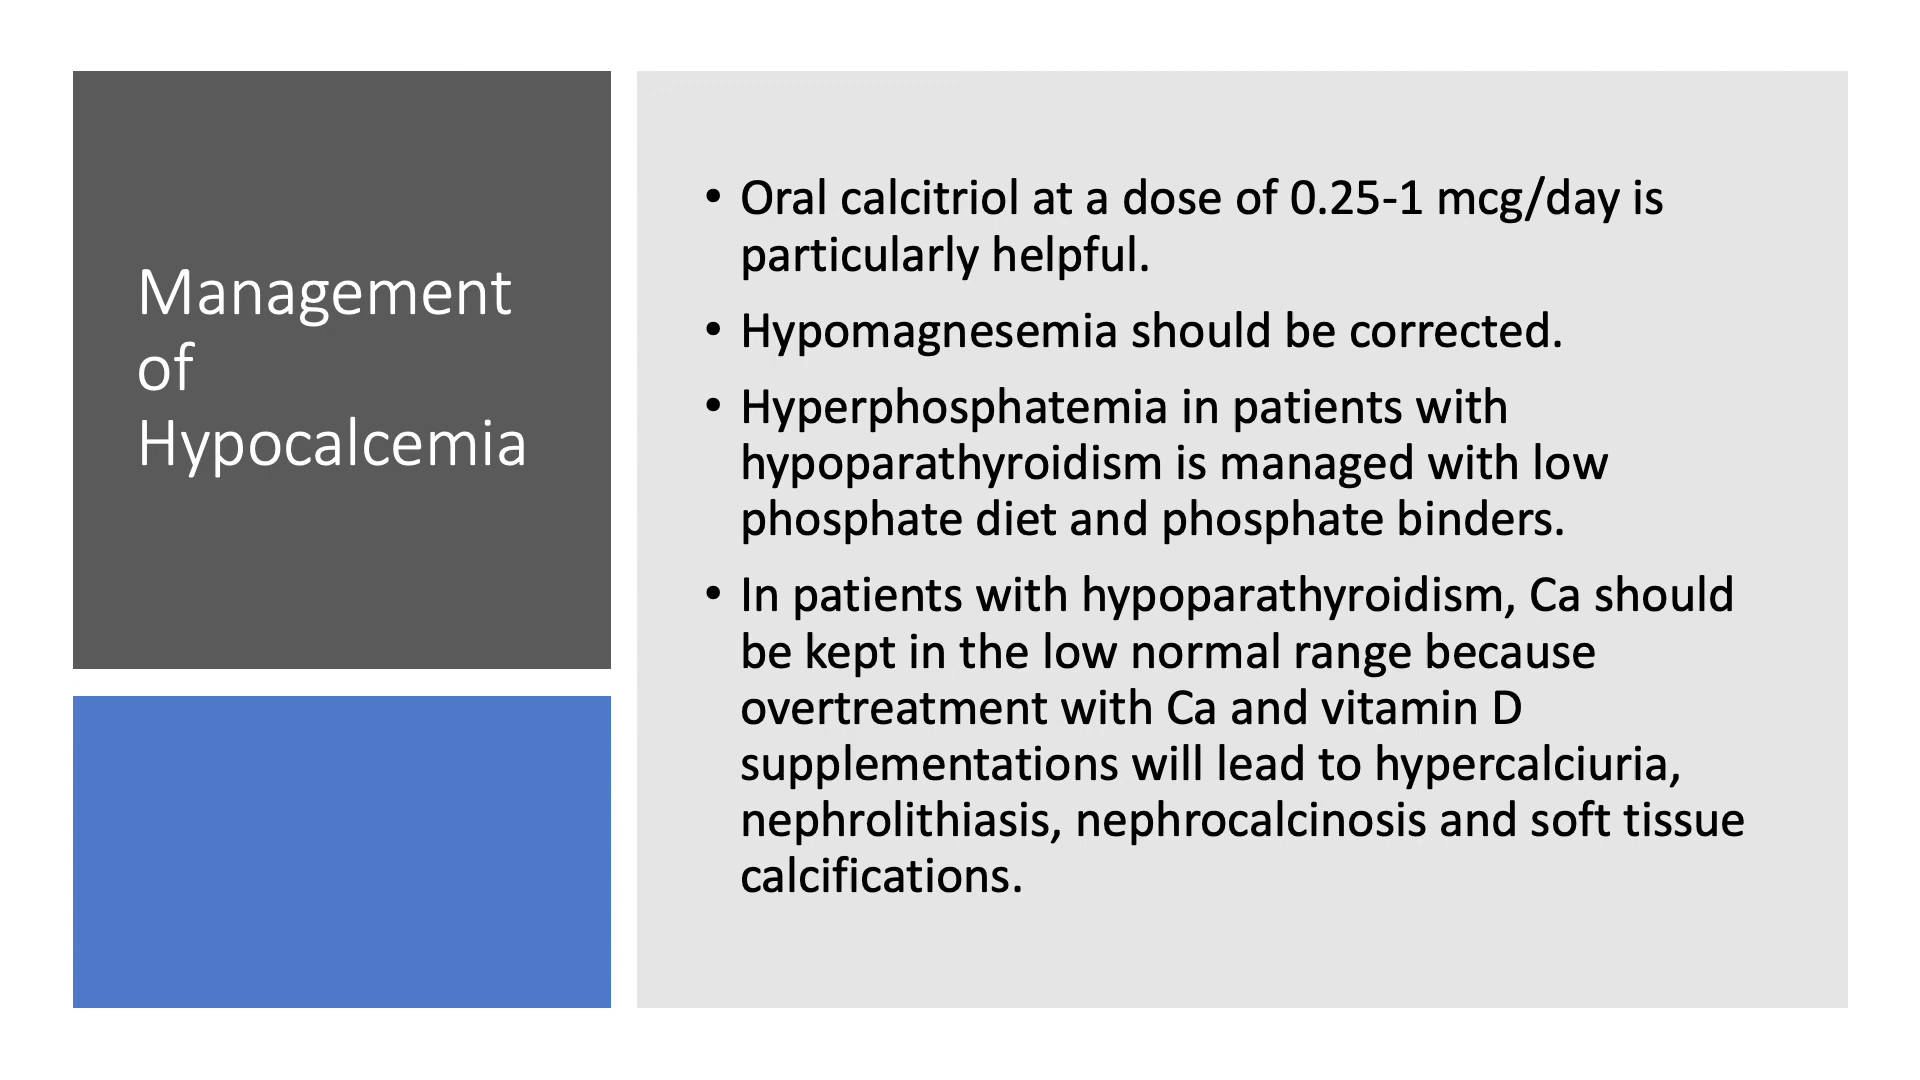 Management
of
Hypocalcemia
• Oral calcitriol at a dose of 0.25-1 mcg/day is
particularly helpful.
• Hypomagnesemia should be corrected.
• Hyperphosphatemia in patients with
hypoparathyroidism is managed with low
phosphate diet and phosphate binders.
• In patients with hypoparathyroidism, Ca should
be kept in the low normal range because
overtreatment with Ca and vitamin D
supplementations will lead to hypercalciuria,
nephrolithiasis, nephrocalcinosis and soft tissue
calcifications.